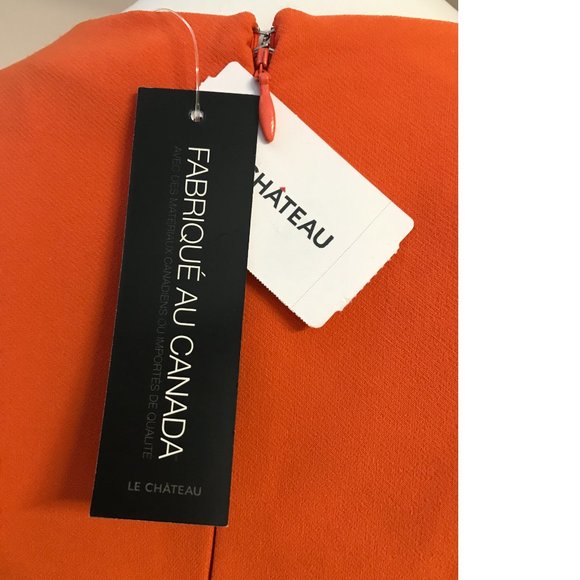 FABRIQUÉ AU CANADA
AVEC DES MATÉRIAUX CANADIENS OU IMPORTÉS DE QUALITÉ
LE CHÂTEAU
CHÂTEAU